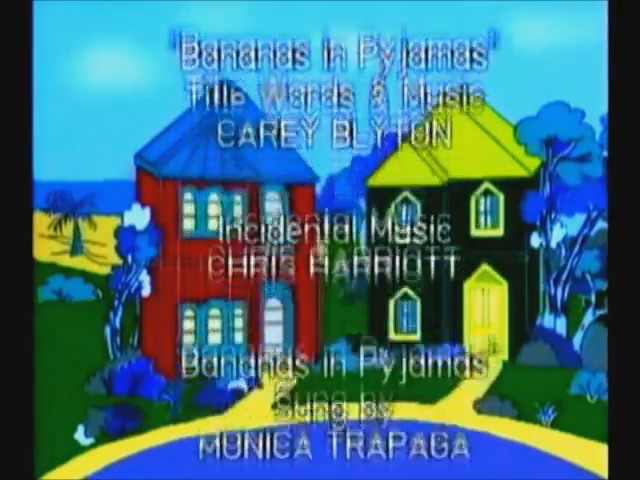 "Bananas in Pyjamas"
Title Words & Music
CAREY BLYTON
Incidental Music
CHRIS HARRIOTT
Bananas in Pyjamas
Sung by
MONICA TRAPAGA